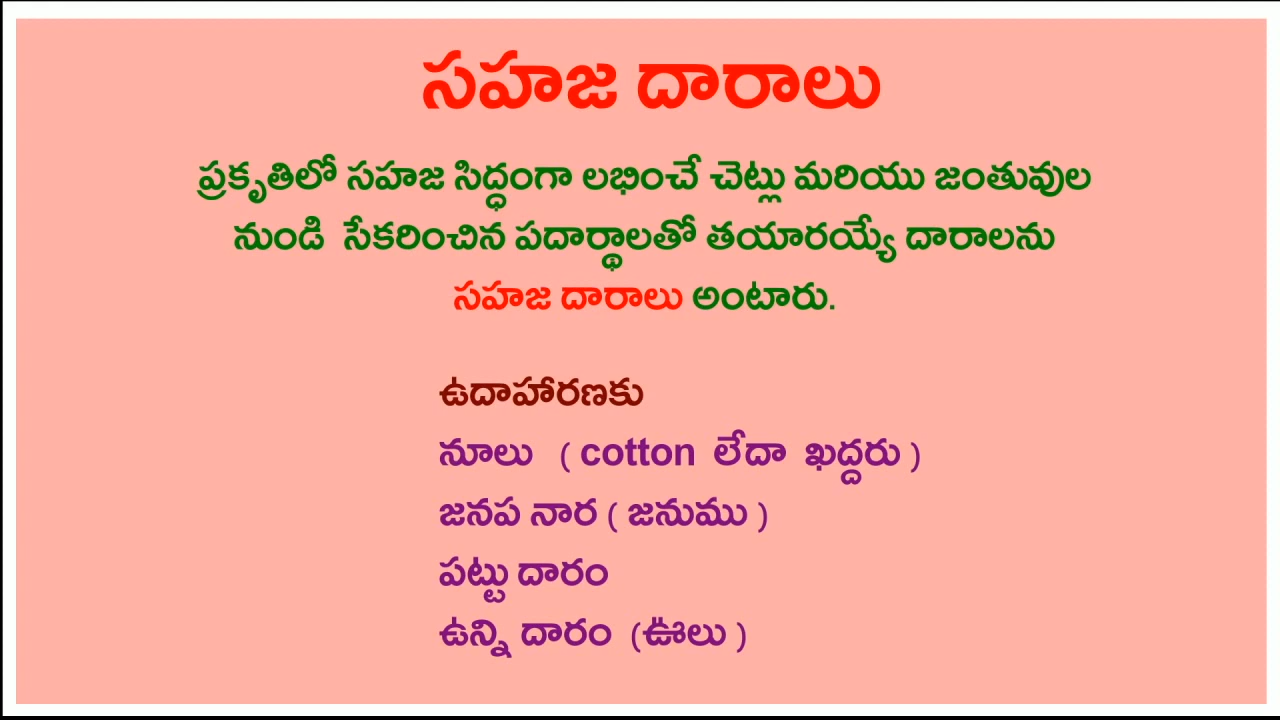 సహజ దారాలు
ప్రకృతిలో సహజ సిద్ధంగా లభించే చెట్లు మరియు జంతువుల
నుండి సేకరించిన పదార్థాలతో తయారయ్యే దారాలను
సహజ దారాలు అంటారు.
ఉదాహారణకు
నూలు ( cotton లేదా ఖద్దరు )
జనప నార ( జనుము )
పట్టు దారం
ఉన్ని దారం (ఊలు )